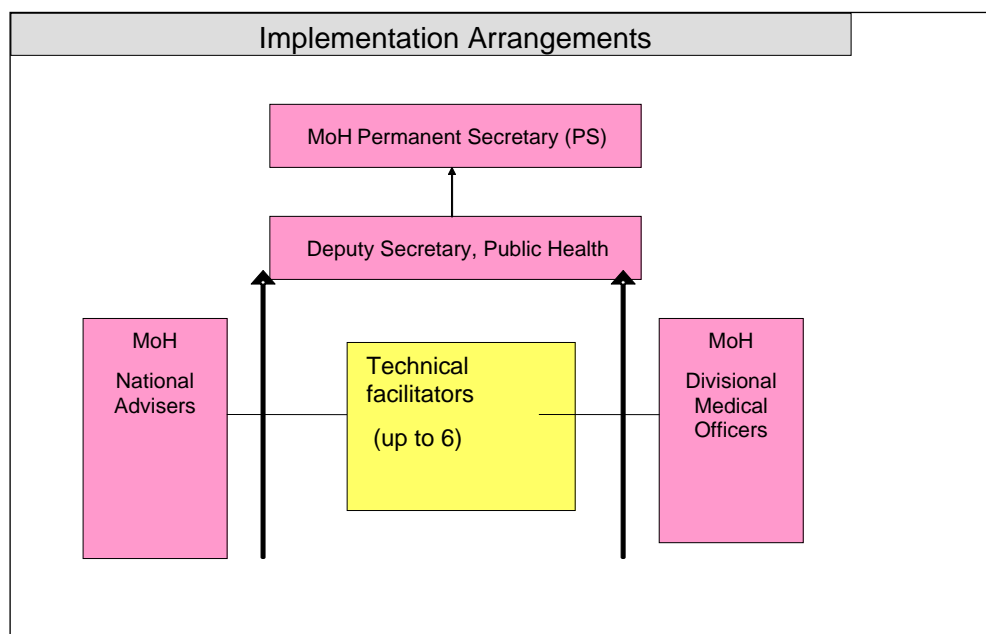 Implementation Arrangements
MoH Permanent Secretary (PS)
Deputy Secretary, Public Health
MoH
National
Advisers
Technical
facilitators
(up to 6)
MoH
Divisional
Medical
Officers